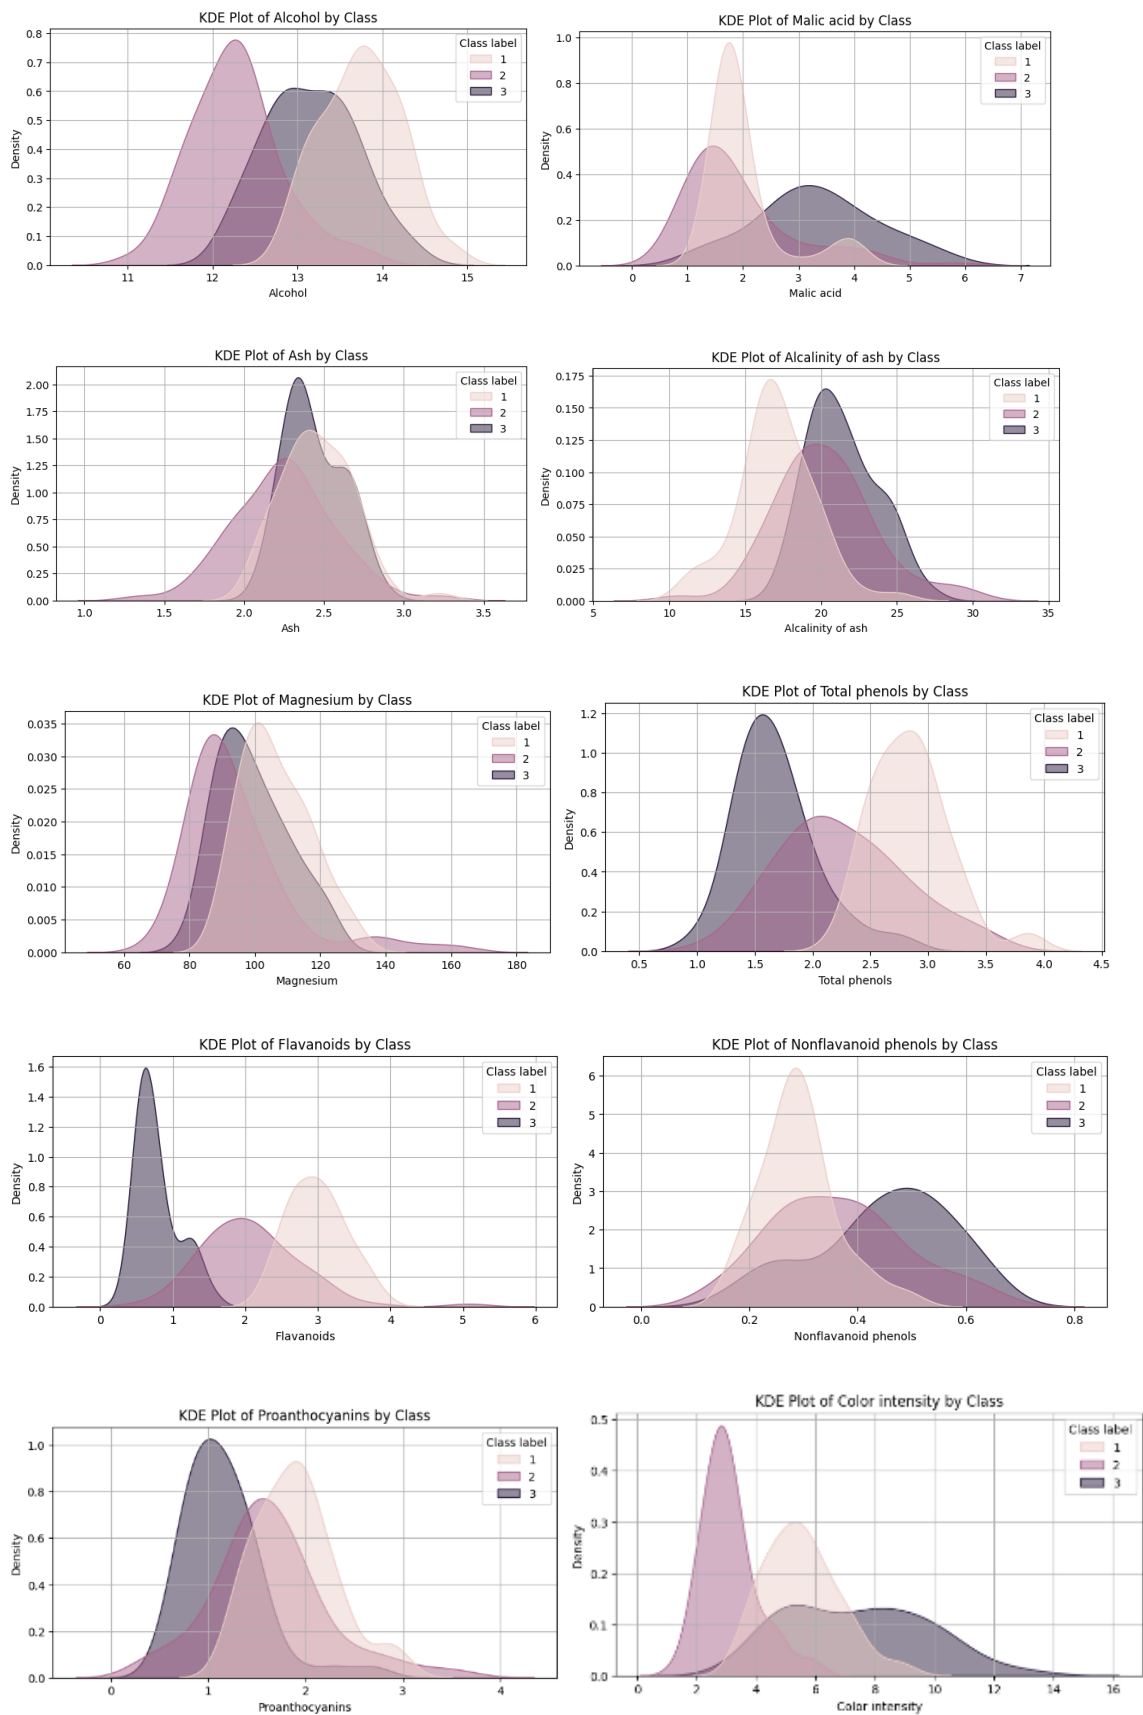 KDE Plot of Alcohol by Class
Density
0.8
0.7
0.6
0.5
0.4
0.3
0.2
0.1
0.0
Class label
1
2
3
11 12 13 14 15
Alcohol
KDE Plot of Malic acid by Class
Density
1.0
0.8
0.6
0.4
0.2
0.0
Class label
1
2
3
0 1 2 3 4 5 6 7
Malic acid
KDE Plot of Ash by Class
Density
2.00
1.75
1.50
1.25
1.00
0.75
0.50
0.25
0.00
Class label
1
2
3
1.0 1.5 2.0 2.5 3.0 3.5
Ash
KDE Plot of Alcalinity of ash by Class
Density
0.175
0.150
0.125
0.100
0.075
0.050
0.025
0.000
Class label
1
2
3
5 10 15 20 25 30 35
Alcalinity of ash
KDE Plot of Magnesium by Class
Density
0.035
0.030
0.025
0.020
0.015
0.010
0.005
0.000
Class label
1
2
3
60 80 100 120 140 160 180
Magnesium
KDE Plot of Total phenols by Class
Density
1.2
1.0
0.8
0.6
0.4
0.2
0.0
Class label
1
2
3
0.5 1.0 1.5 2.0 2.5 3.0 3.5 4.0 4.5
Total phenols
KDE Plot of Flavanoids by Class
Density
1.6
1.4
1.2
1.0
0.8
0.6
0.4
0.2
0.0
Class label
1
2
3
0 1 2 3 4 5 6
Flavanoids
KDE Plot of Nonflavanoid phenols by Class
Density
6
5
4
3
2
1
0
Class label
1
2
3
0.0 0.2 0.4 0.6 0.8
Nonflavanoid phenols
KDE Plot of Proanthocyanins by Class
Density
1.0
0.8
0.6
0.4
0.2
0.0
Class label
1
2
3
0 1 2 3 4
Proanthocyanins
KDE Plot of Color intensity by Class
Density
0.5
0.4
0.3
0.2
0.1
0.0
Class label
1
2
3
0 2 4 6 8 10 12 14 16
Color intensity